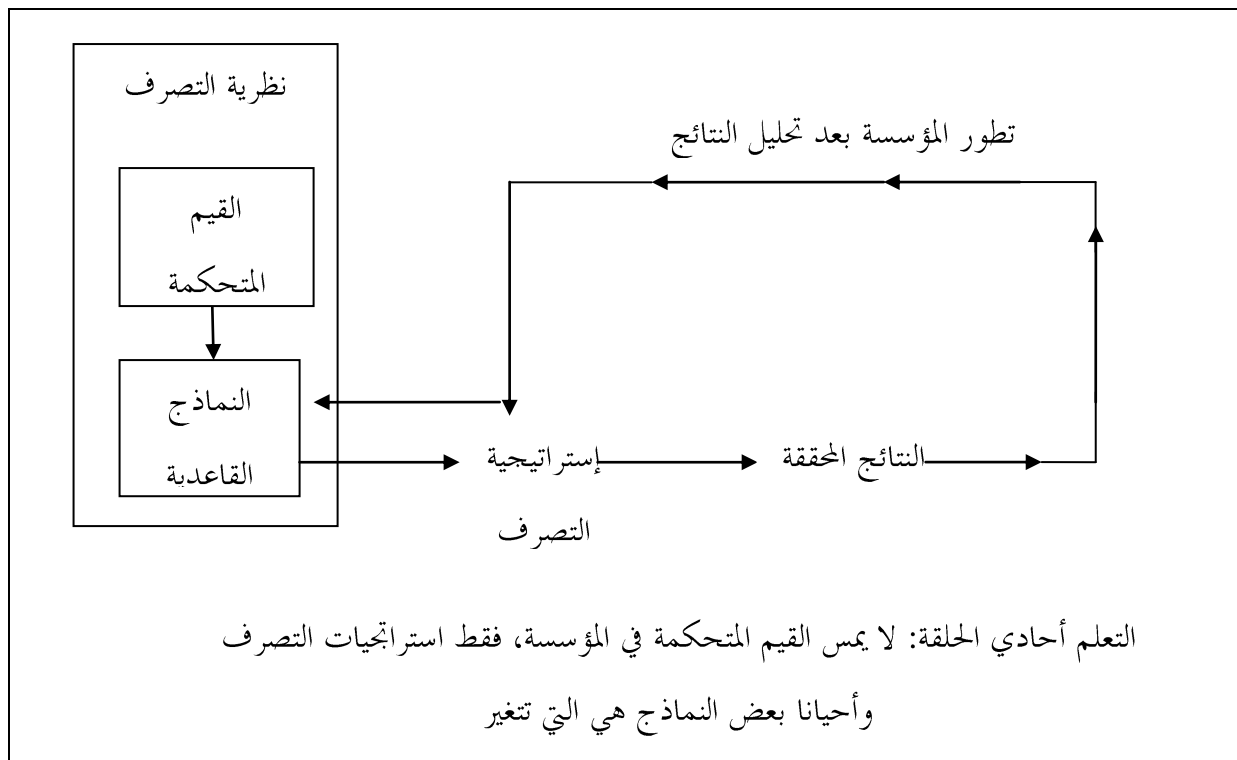 نظرية التصرف
تطور المؤسسة بعد تحليل النتائج
القيم
المتحكمة
النماذج
القاعدية
إستراتيجية
التصرف
النتائج المحققة
التعلم أحادي الحلقة: لا يمس القيم المتحكمة في المؤسسة، فقط استراتجيات التصرف
وأحيانا بعض النماذج هي التي تتغير